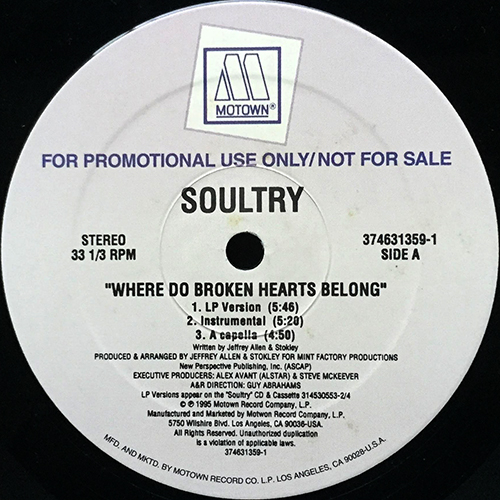 MOTOWN®
FOR PROMOTIONAL USE ONLY/NOT FOR SALE
SOULTRY
STEREO
33 1/3 RPM
374631359-1
SIDE A
"WHERE DO BROKEN HEARTS BELONG"
1. LP Version (5:46)
2. Instrumental (5:20)
3. A capella (4:50)
Written by Jeffrey Allen & Stokley
PRODUCED & ARRANGED BY JEFFREY ALLEN & STOKLEY FOR MINT FACTORY PRODUCTIONS
New Perspective Publishing, Inc. (ASCAP)
EXECUTIVE PRODUCERS: ALEX AVANT (ALSTAR) & STEVE MCKEEVER
A&R DIRECTION: GUY ABRAHAMS
LP Versions appear on the "Soultry" CD & Cassette 314530553-2/4
© ℗ 1995 Motown Record Company, L.P.
Manufactured and Marketed by Motwon Record Company, L.P.
5750 Wilshire Blvd. Los Angeles, CA 90036-USA.
All Rights Reserved. Unauthorized duplication
is a violation of applicable laws.
374631359-1
MFD. AND MKTD. BY MOTOWN RECORD CO. L.P. LOS ANGELES, CA 90028-U.S.A.